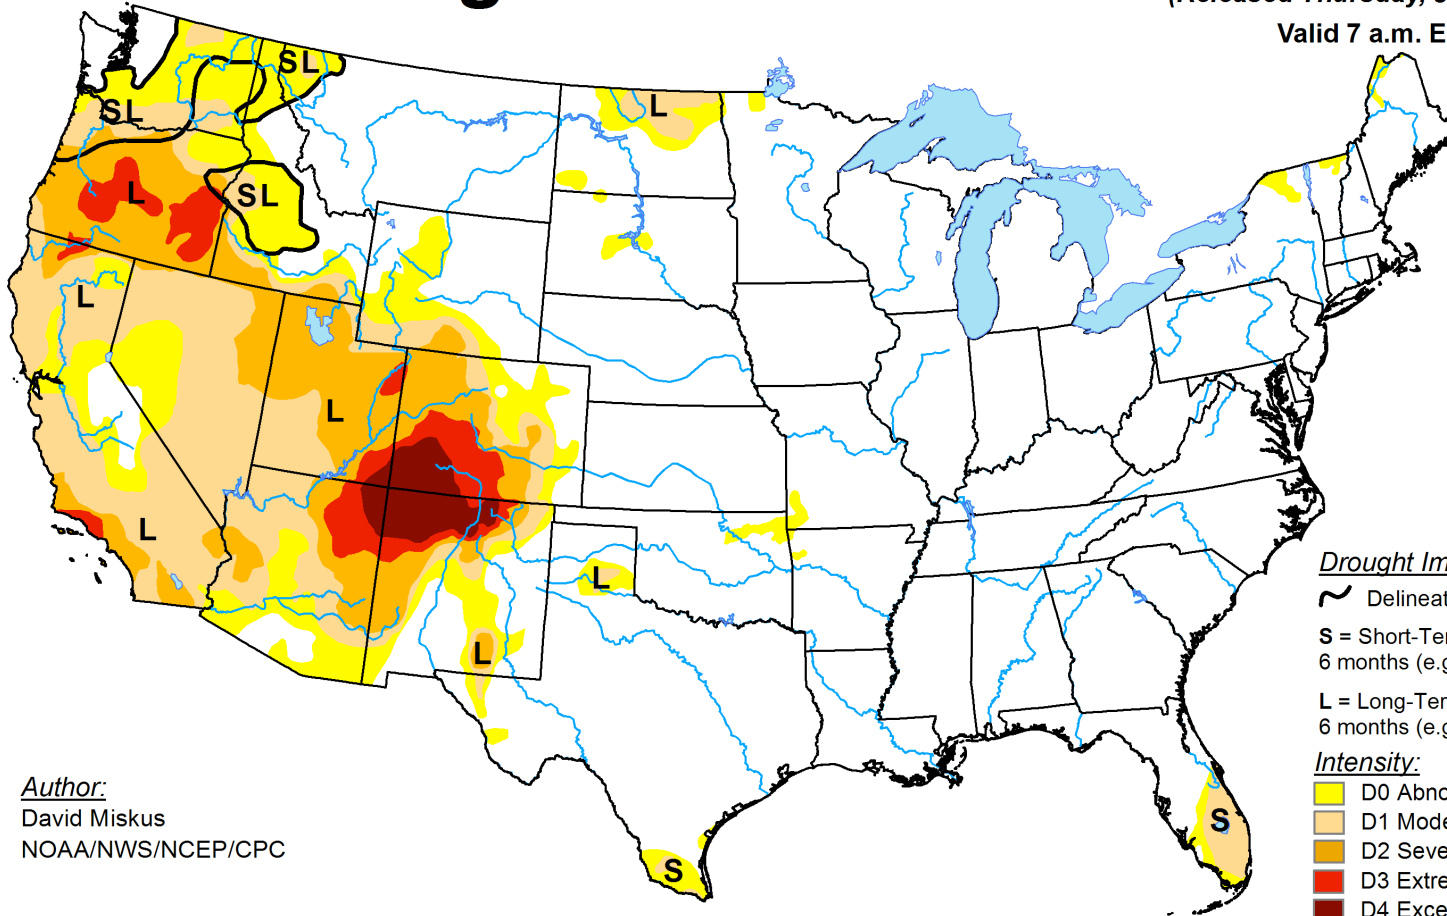 Valid 7 a.m. E
SL
SL
L
L
SL
L
L
L
L
L
S
S
Author:
David Miskus
NOAA/NWS/NCEP/CPC
Drought Im
Delineat
S = Short-Ter
6 months (e.g
L = Long-Ter
6 months (e.g
Intensity:
D0 Abno
D1 Mode
D2 Seve
D3 Extre
D4 Exce